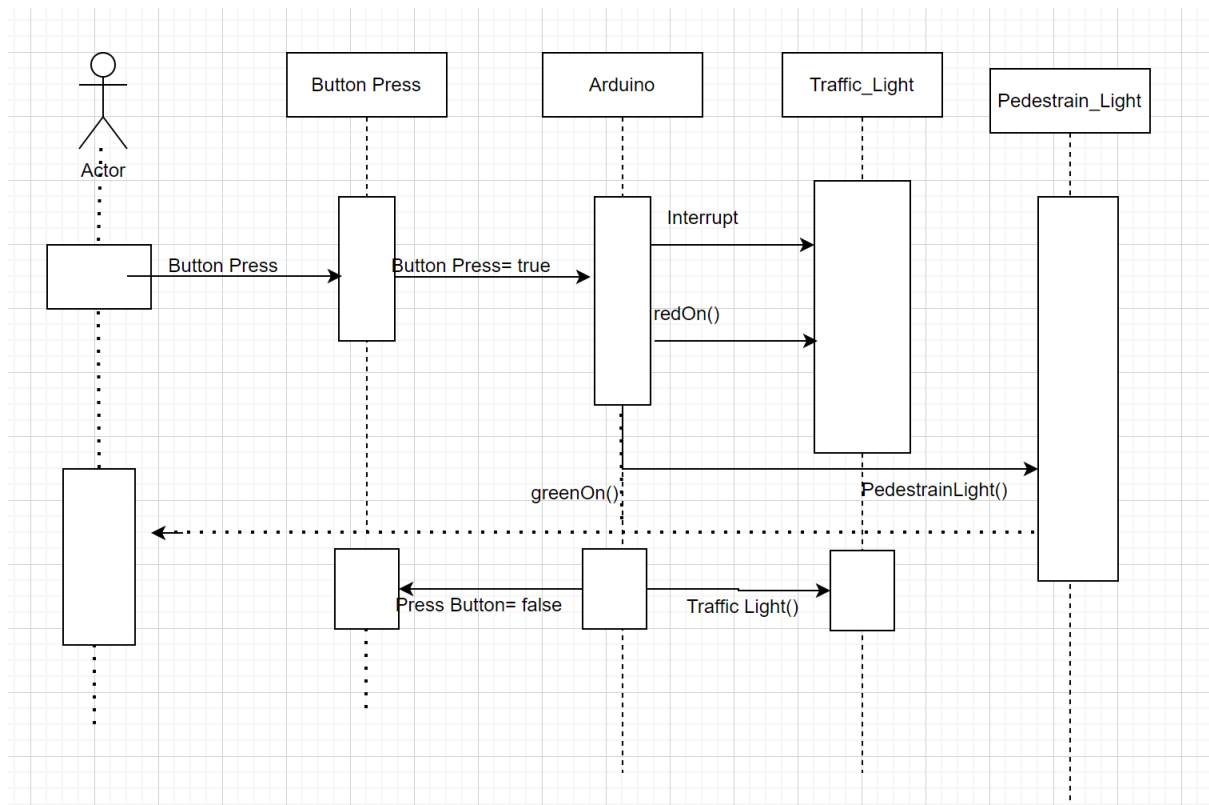 Button Press
Arduino
Traffic_Light
Pedestrain_Light
Actor
Interrupt
Button Press
Button Press= true
redOn()
greenOn()
PedestrainLight()
Press Button= false
Traffic Light()